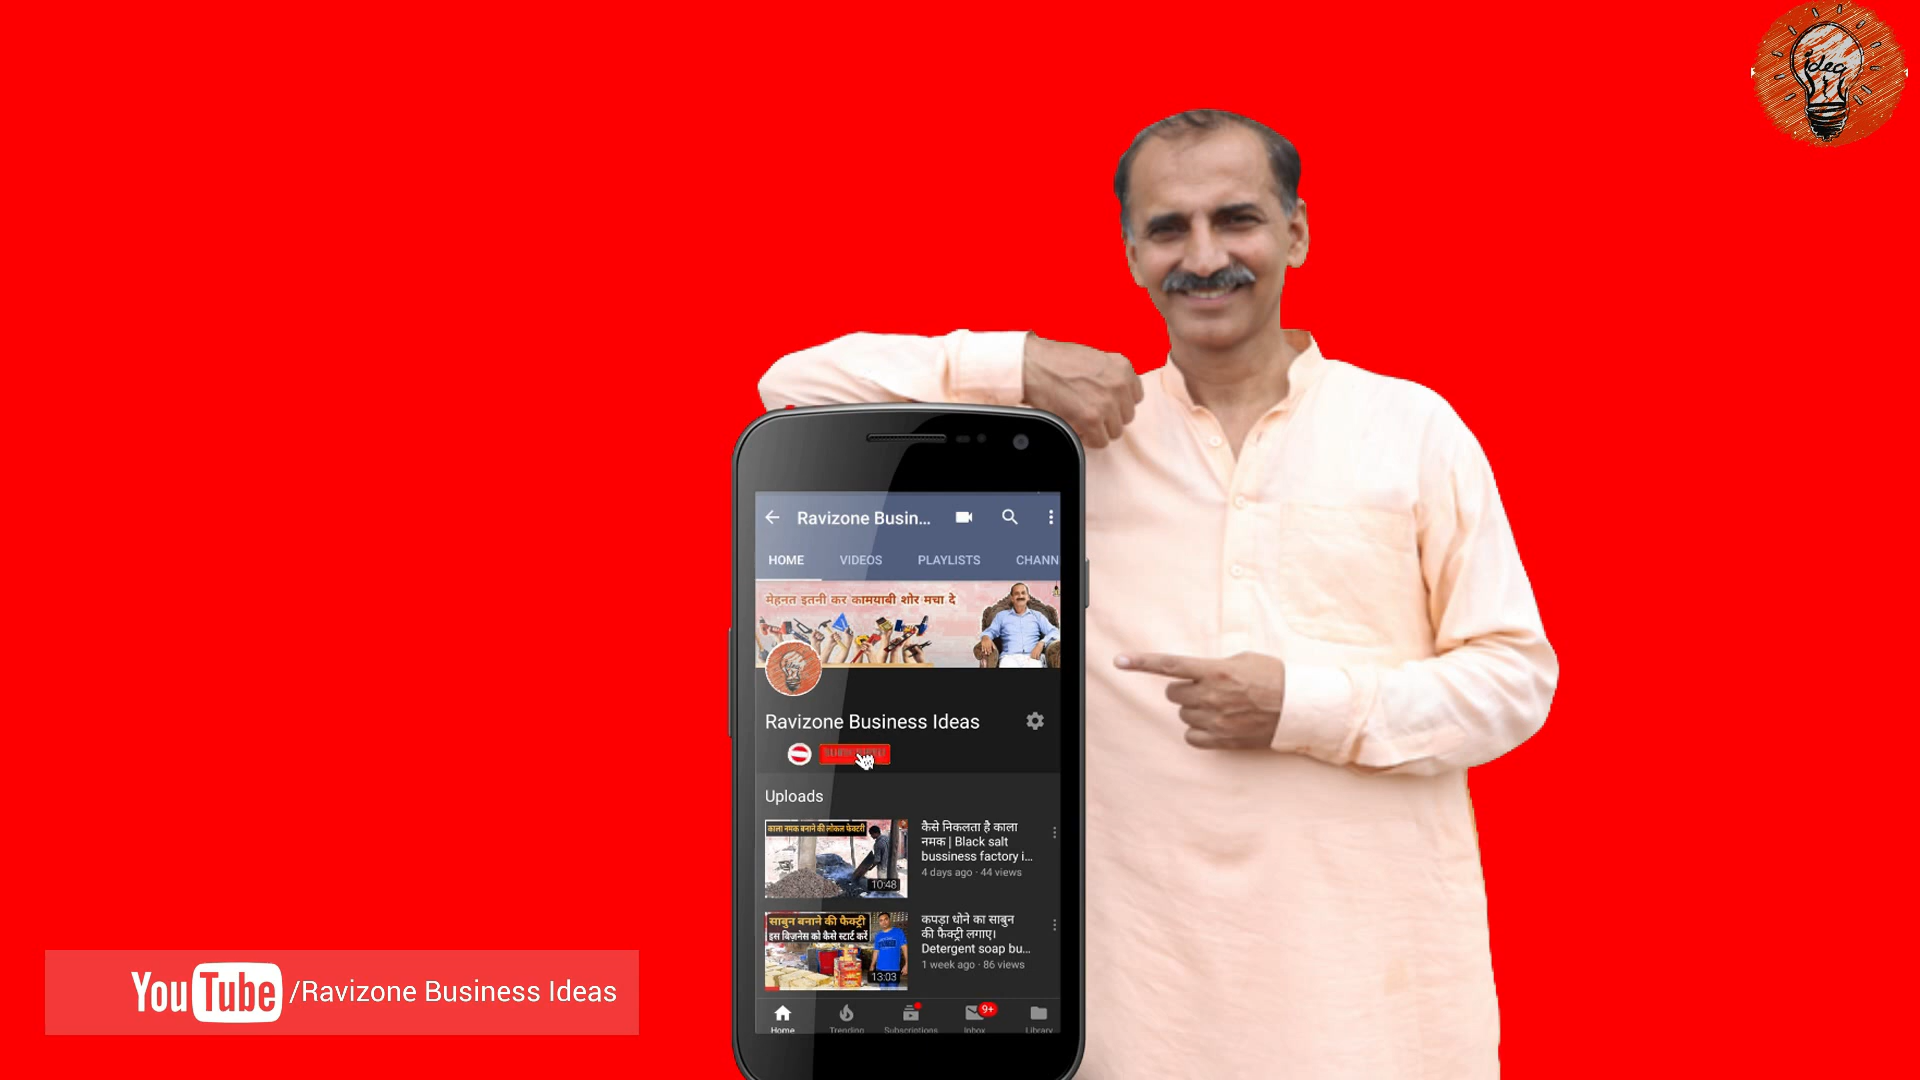 idea
Ravizone Busin...
HOME VIDEOS PLAYLISTS CHANN
मेहनत इतनी कर कामयाबी शोर मचा दे
Ravizone Business Ideas
Uploads
काला नमक बनाने की लोकल फेक्टरी
10:48
कैसे निकलता है काला
नमक | Black salt
bussiness factory i...
4 days ago · 44 views
साबुन बनाने की फैक्ट्री
इस बिज़नेस को कैसे स्टार्ट करें
13:03
कपड़ा धोने का साबुन
की फैक्ट्री लगाए।
Detergent soap bu...
1 week ago · 86 views
9+
Home Trending Subscriptions Inbox Library
YouTube /Ravizone Business Ideas